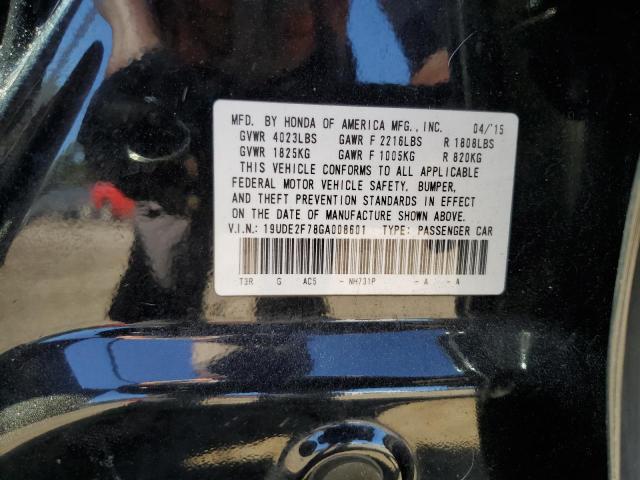 MFD. BY HONDA OF AMERICA MFG., INC. 04/15
GVWR 4023LBS GAWR F 2216LBS R 1808LBS
GVWR 1825KG GAWR F 1005KG R 820KG
THIS VEHICLE CONFORMS TO ALL APPLICABLE
FEDERAL MOTOR VEHICLE SAFETY, BUMPER,
AND THEFT PREVENTION STANDARDS IN EFFECT
ON THE DATE OF MANUFACTURE SHOWN ABOVE.
V.I.N.: 19UDE2F78GA008601 TYPE: PASSENGER CAR
T3R G AC5 - NH731P - A - A